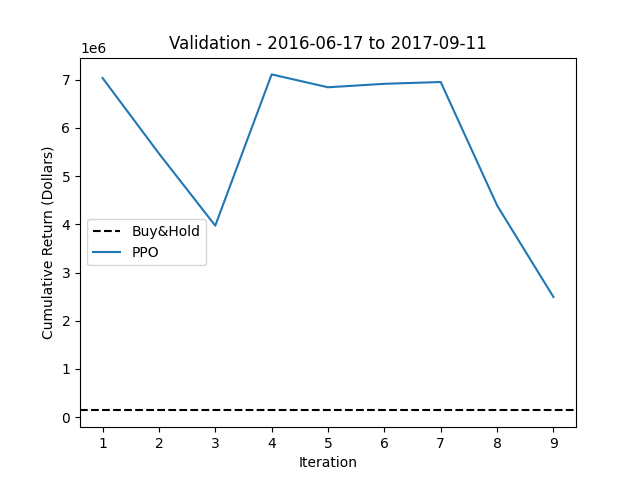 Validation - 2016-06-17 to 2017-09-11
1e6
7
6
5
4
3
2
1
0
Cumulative Return (Dollars)
Buy&Hold
PPO
1 2 3 4 5 6 7 8 9
Iteration